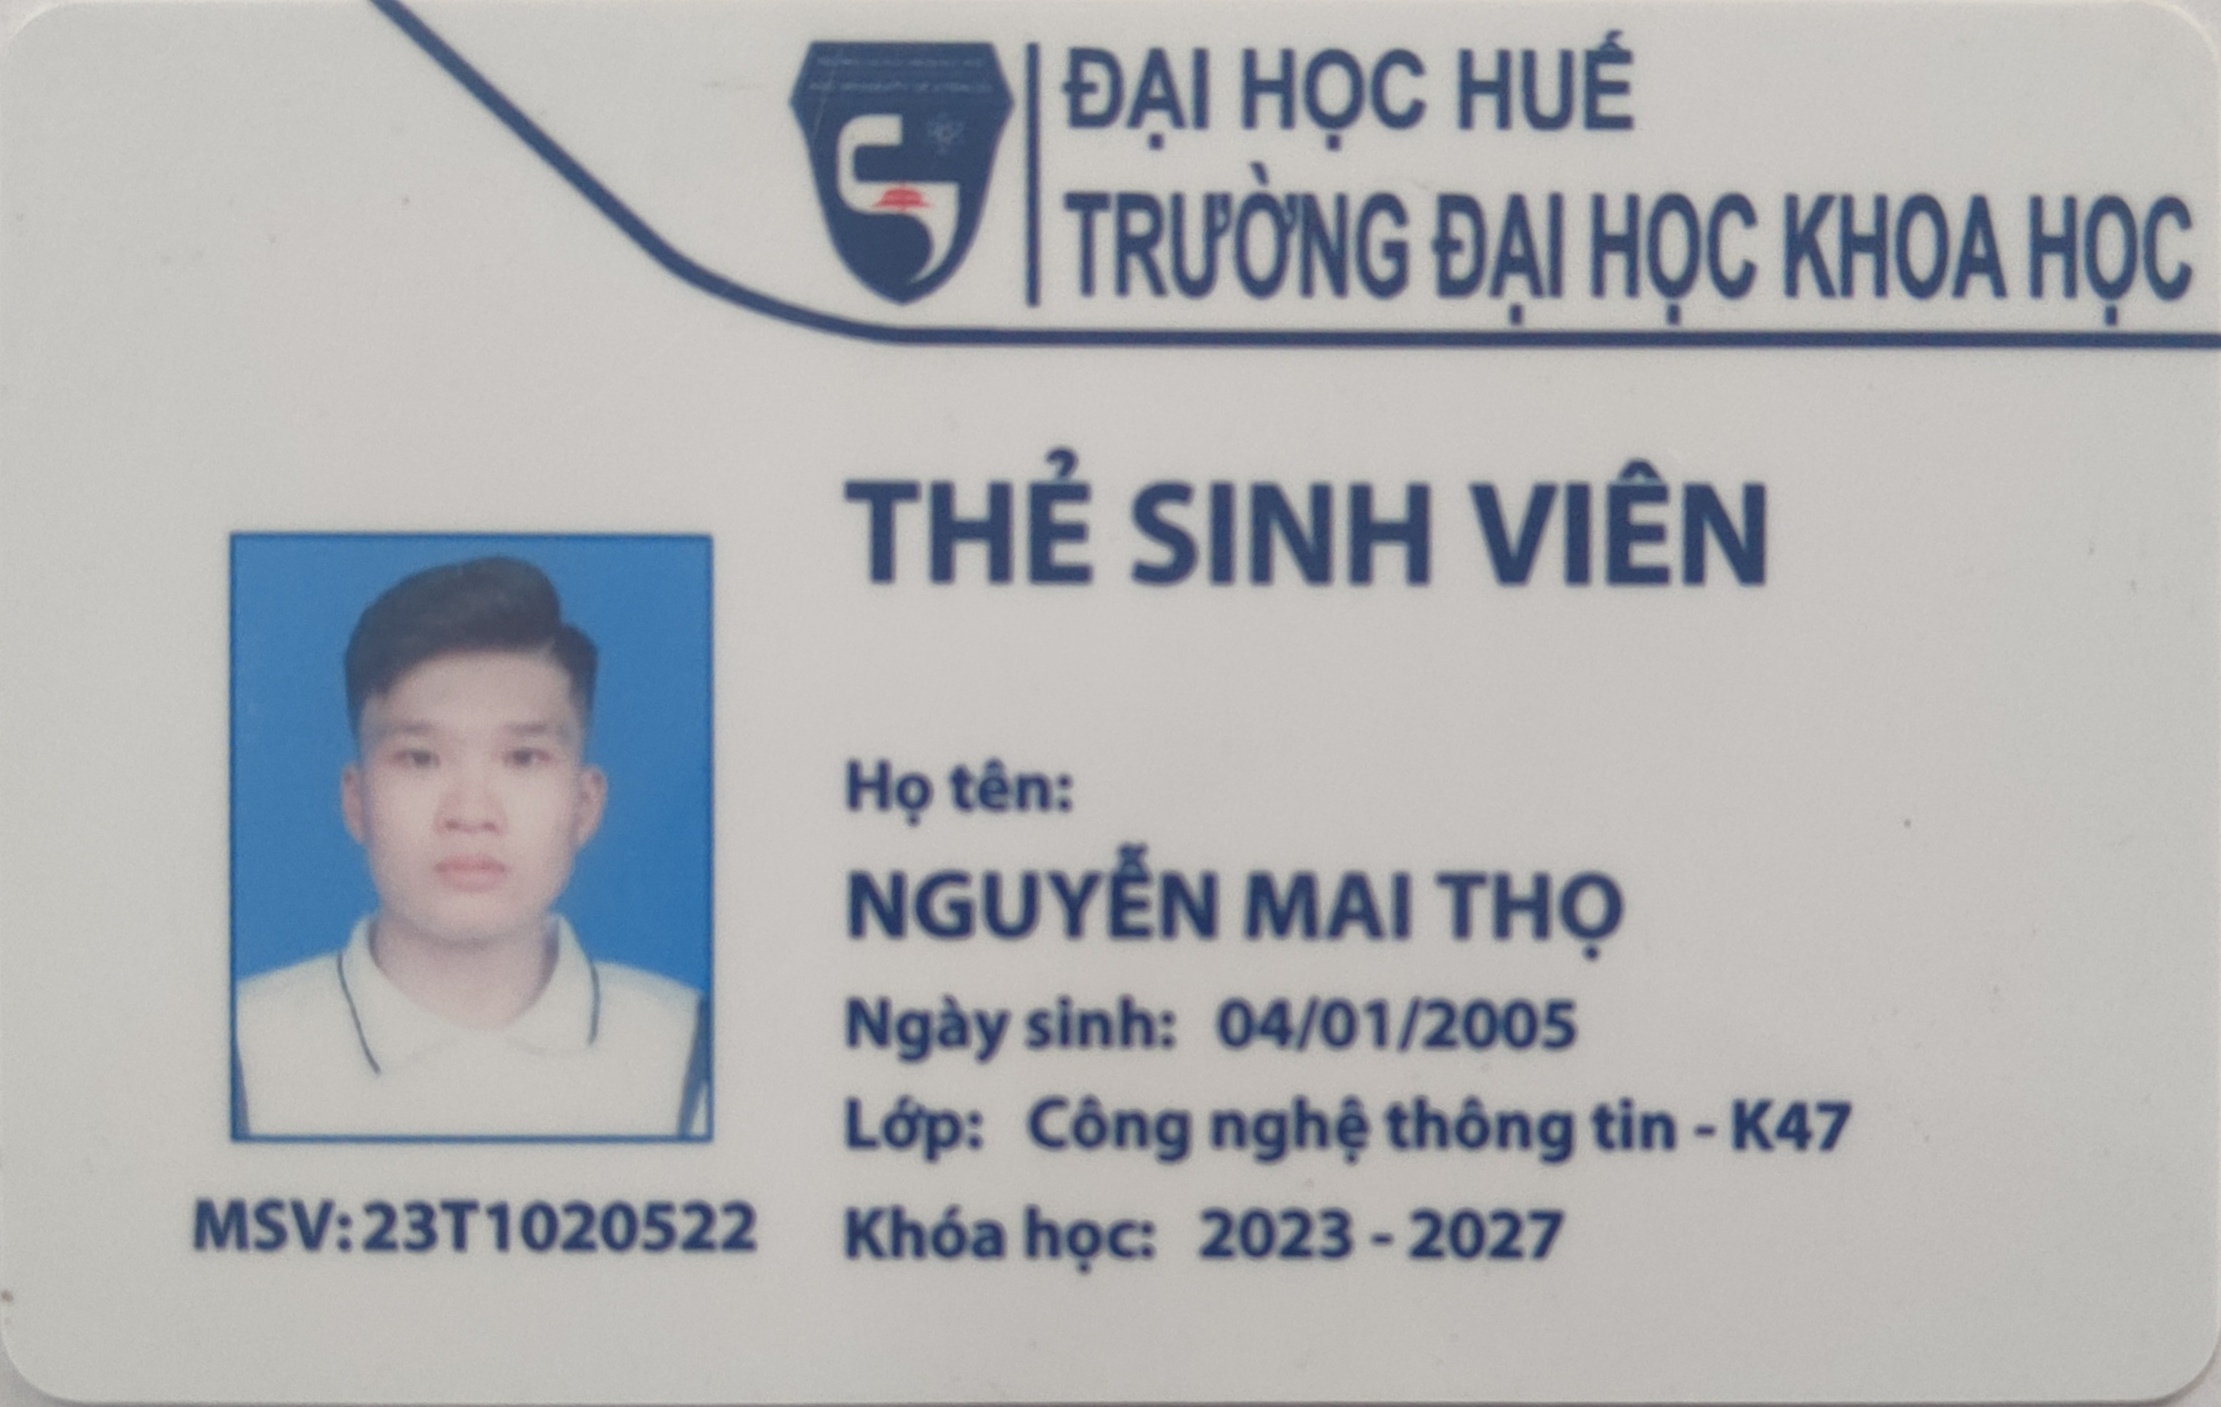 ĐẠI HỌC HUẾ
TRƯỜNG ĐẠI HỌC KHOA HỌC
THẺ SINH VIÊN
Họ tên:
NGUYỄN MAI THỌ
Ngày sinh: 04/01/2005
Lớp: Công nghệ thông tin - K47
Khóa học: 2023 - 2027
MSV: 23T1020522